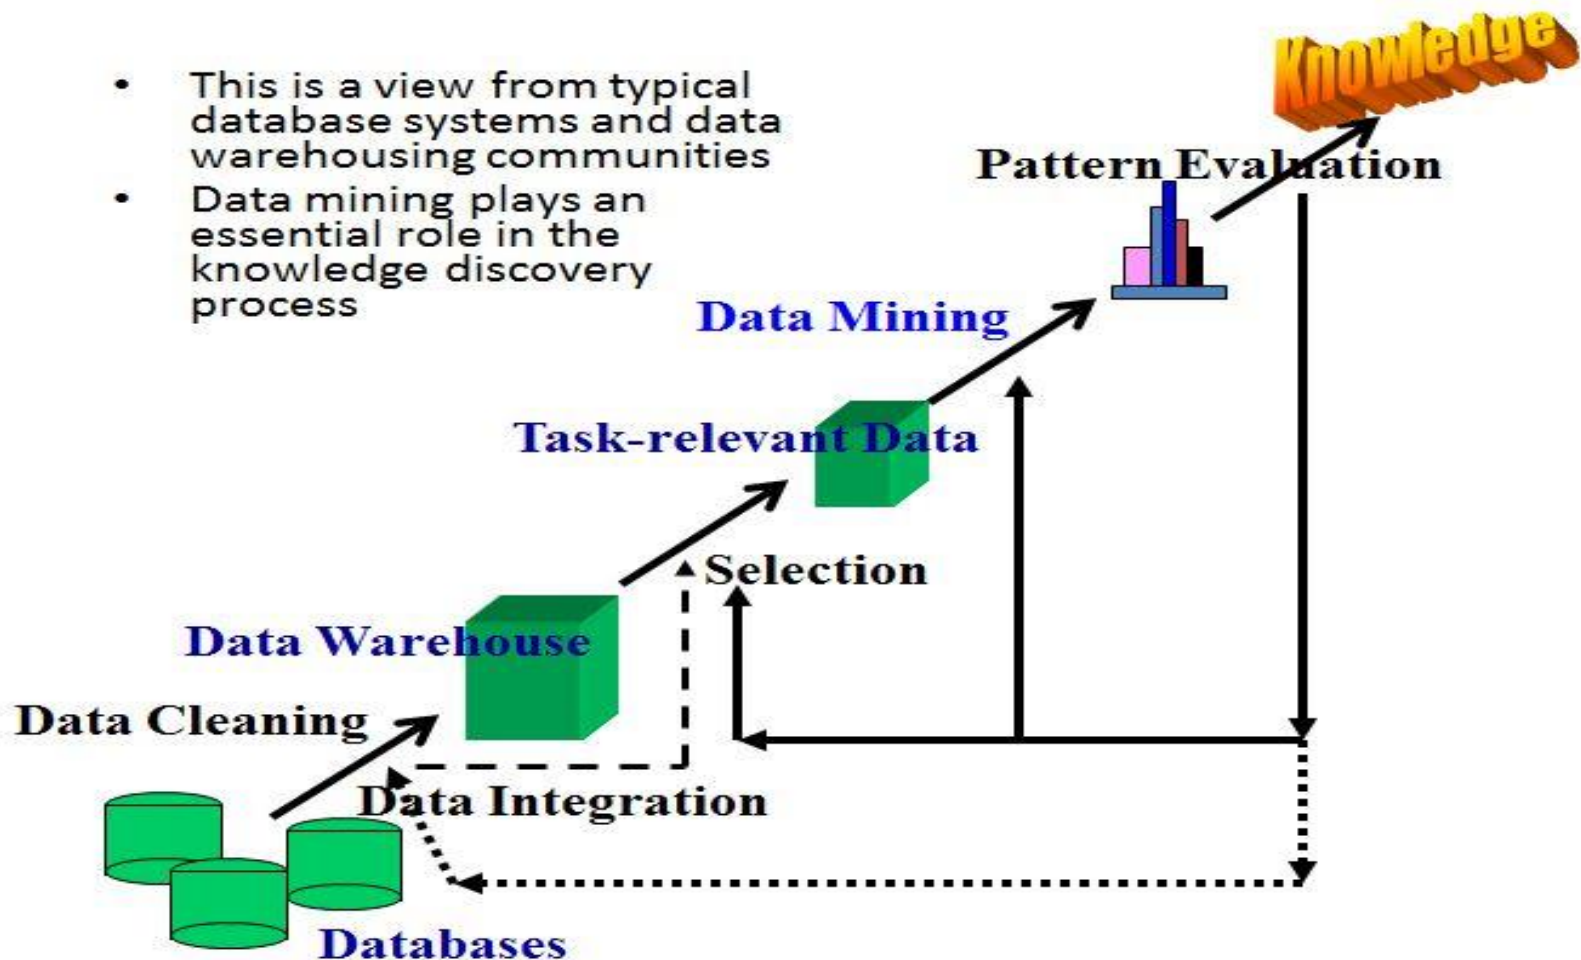 • This is a view from typical
database systems and data
warehousing communities
• Data mining plays an
essential role in the
knowledge discovery
process
Knowledge
Pattern Evaluation
Data Mining
Task-relevant Data
Selection
Data Warehouse
Data Cleaning
Data Integration
Databases